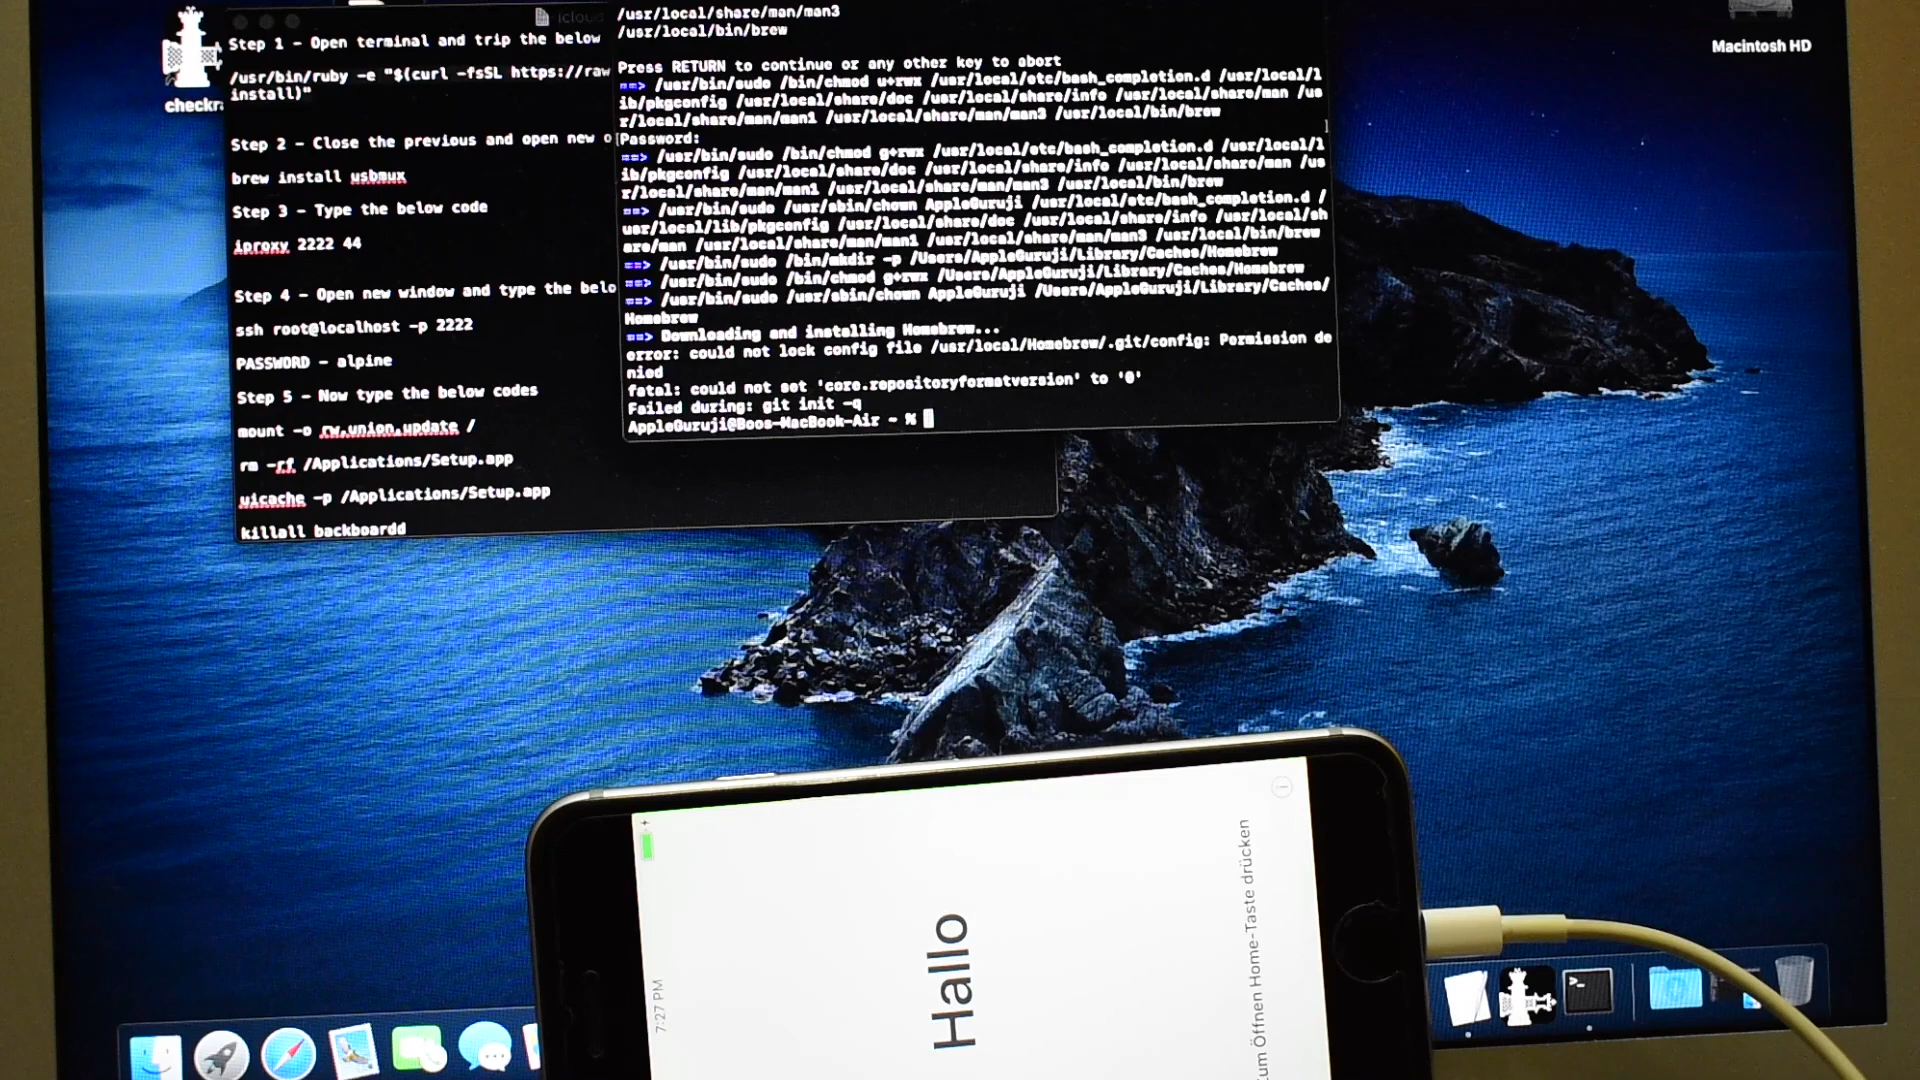 Step 1 - Open terminal and trip the below
/usr/bin/ruby -e "$(curl -fsSL https://raw
install)"
Step 2 - Close the previous and open new o
brew install usbmux
Step 3 - Type the below code
iproxy 2222 44
Step 4 - Open new window and type the belo
ssh root@localhost -p 2222
PASSWORD - alpine
Step 5 - Now type the below codes
mount -o rw,union,update /
rm -rf /Applications/Setup.app
uicache -p /Applications/Setup.app
killall backboardd
/usr/local/share/man/man3
/usr/local/bin/brew
Press RETURN to continue or any other key to abort
==> /usr/bin/sudo /bin/chmod u+rwx /usr/local/etc/bash_completion.d /usr/local/l
ib/pkgconfig /usr/local/share/doc /usr/local/share/info /usr/local/share/man /us
r/local/share/man/man1 /usr/local/share/man/man3 /usr/local/bin/brew
Password:
==> /usr/bin/sudo /bin/chmod g+rwx /usr/local/etc/bash_completion.d /usr/local/l
ib/pkgconfig /usr/local/share/doc /usr/local/share/info /usr/local/share/man /us
r/local/share/man/man1 /usr/local/share/man/man3 /usr/local/bin/brew
==> /usr/bin/sudo /usr/sbin/chown AppleGuruji /usr/local/etc/bash_completion.d /
usr/local/lib/pkgconfig /usr/local/share/doc /usr/local/share/info /usr/local/sh
are/man /usr/local/share/man/man1 /usr/local/share/man/man3 /usr/local/bin/brew
==> /usr/bin/sudo /bin/mkdir -p /Users/AppleGuruji/Library/Caches/Homebrew
==> /usr/bin/sudo /bin/chmod g+rwx /Users/AppleGuruji/Library/Caches/Homebrew
==> /usr/bin/sudo /usr/sbin/chown AppleGuruji /Users/AppleGuruji/Library/Caches/
Homebrew
==> Downloading and installing Homebrew...
error: could not lock config file /usr/local/Homebrew/.git/config: Permission de
nied
fatal: could not set 'core.repositoryformatversion' to '0'
Failed during: git init -q
AppleGuruji@Boos-MacBook-Air ~ %
icloud
checkra
Macintosh HD
7:27 PM
Hallo
Zum Öffnen Home-Taste drücken